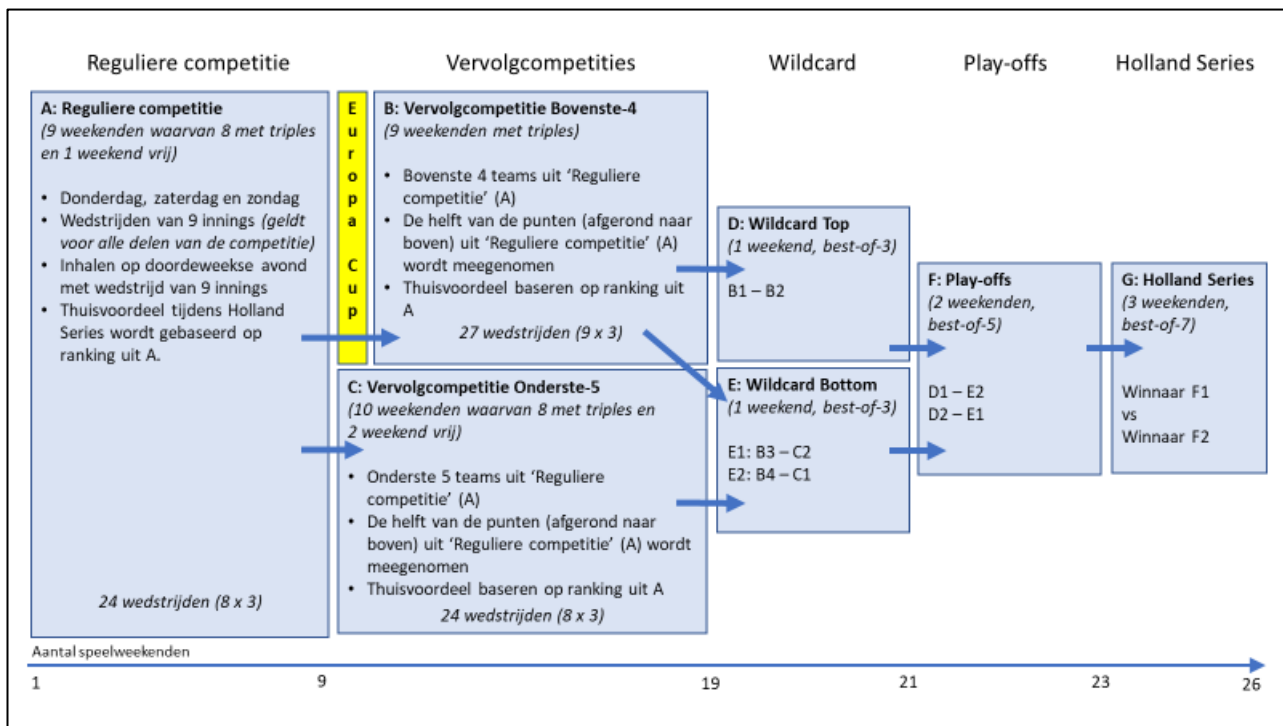 Reguliere competitie
Vervolgcompetities
Wildcard
Play-offs
Holland Series
A: Reguliere competitie
(9 weekenden waarvan 8 met triples
en 1 weekend vrij)
• Donderdag, zaterdag en zondag
• Wedstrijden van 9 innings (geldt
voor alle delen van de competitie)
• Inhalen op doordeweekse avond
met wedstrijd van 9 innings
• Thuisvoordeel tijdens Holland
Series wordt gebaseerd op
ranking uit A.
24 wedstrijden (8 x 3)
E
u
r
o
p
a
C
u
p
B: Vervolgcompetitie Bovenste-4
(9 weekenden met triples)
• Bovenste 4 teams uit ‘Reguliere
competitie’ (A)
• De helft van de punten (afgerond naar
boven) uit ‘Reguliere competitie’ (A)
wordt meegenomen
• Thuisvoordeel baseren op ranking uit
A
27 wedstrijden (9 x 3)
C: Vervolgcompetitie Onderste-5
(10 weekenden waarvan 8 met triples en
2 weekend vrij)
• Onderste 5 teams uit ‘Reguliere
competitie’ (A)
• De helft van de punten (afgerond naar
boven) uit ‘Reguliere competitie’ (A) wordt
meegenomen
• Thuisvoordeel baseren op ranking uit A
24 wedstrijden (8 x 3)
D: Wildcard Top
(1 weekend, best-of-3)
B1 – B2
E: Wildcard Bottom
(1 weekend, best-of-3)
E1: B3 – C2
E2: B4 – C1
F: Play-offs
(2 weekenden,
best-of-5)
D1 – E2
D2 – E1
G: Holland Series
(3 weekenden,
best-of-7)
Winnaar F1
vs
Winnaar F2
Aantal speelweekenden
1
9
19
21
23
26